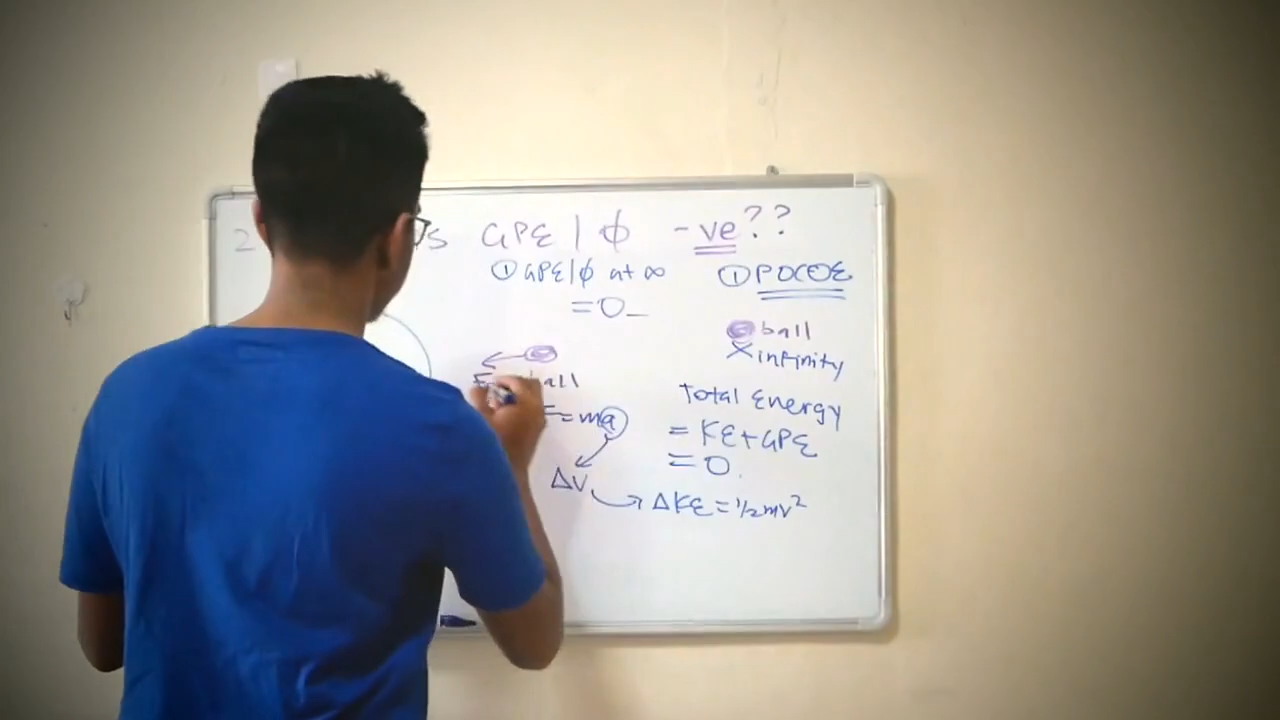 2 s GPE | ϕ -ve??
① GPE|ϕ at ∞
= 0
① POCOE
ball
X infinity
ball
F = ma
ΔV
Total Energy
= KE + GPE
= 0
ΔKE = ½mv²